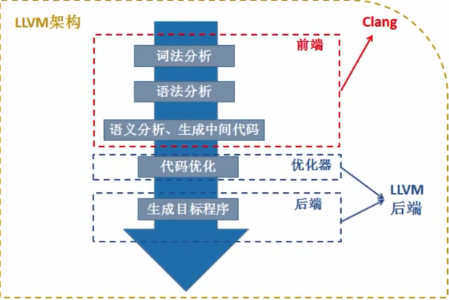 LLVM架构
前端
Clang
词法分析
语法分析
语义分析、生成中间代码
代码优化
优化器
生成目标程序
后端
LLVM
后端